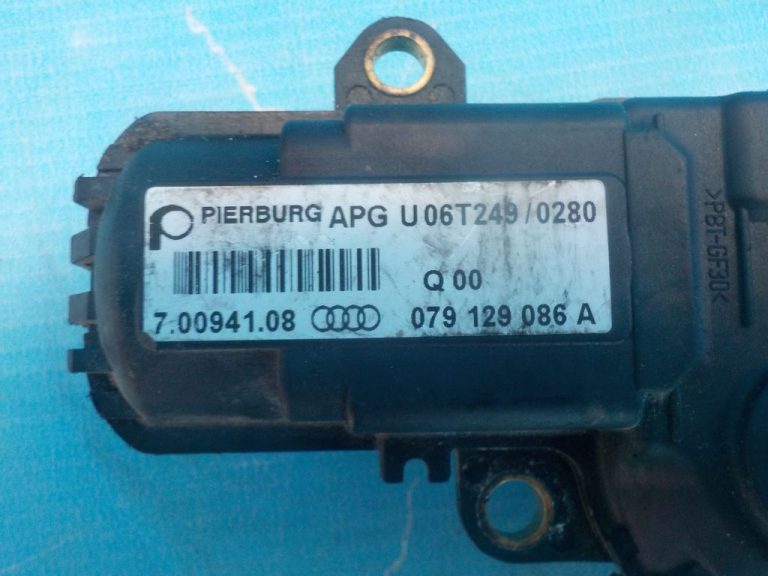 PIERBURG APG U 06T249 / 0280
Q 00
7.00941.08 079 129 086 A
>PBT-GF30<